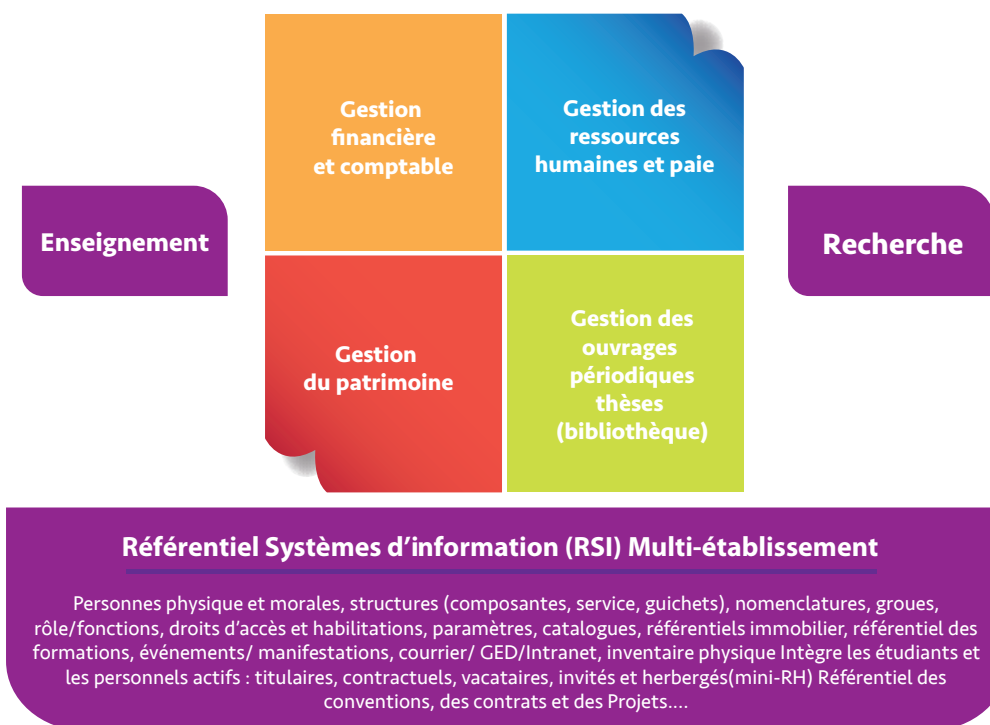 Gestion
financière
et comptable
Gestion des
ressources
humaines et paie
Enseignement
Recherche
Gestion
du patrimoine
Gestion des
ouvrages
périodiques
thèses
(bibliothèque)
Référentiel Systèmes d'information (RSI) Multi-établissement
Personnes physique et morales, structures (composantes, service, guichets), nomenclatures, groues,
rôle/fonctions, droits d'accès et habilitations, paramètres, catalogues, référentiels immobilier, référentiel des
formations, événements/ manifestations, courrier/ GED/Intranet, inventaire physique Intègre les étudiants et
les personnels actifs : titulaires, contractuels, vacataires, invités et herbergés(mini-RH) Référentiel des
conventions, des contrats et des Projets....